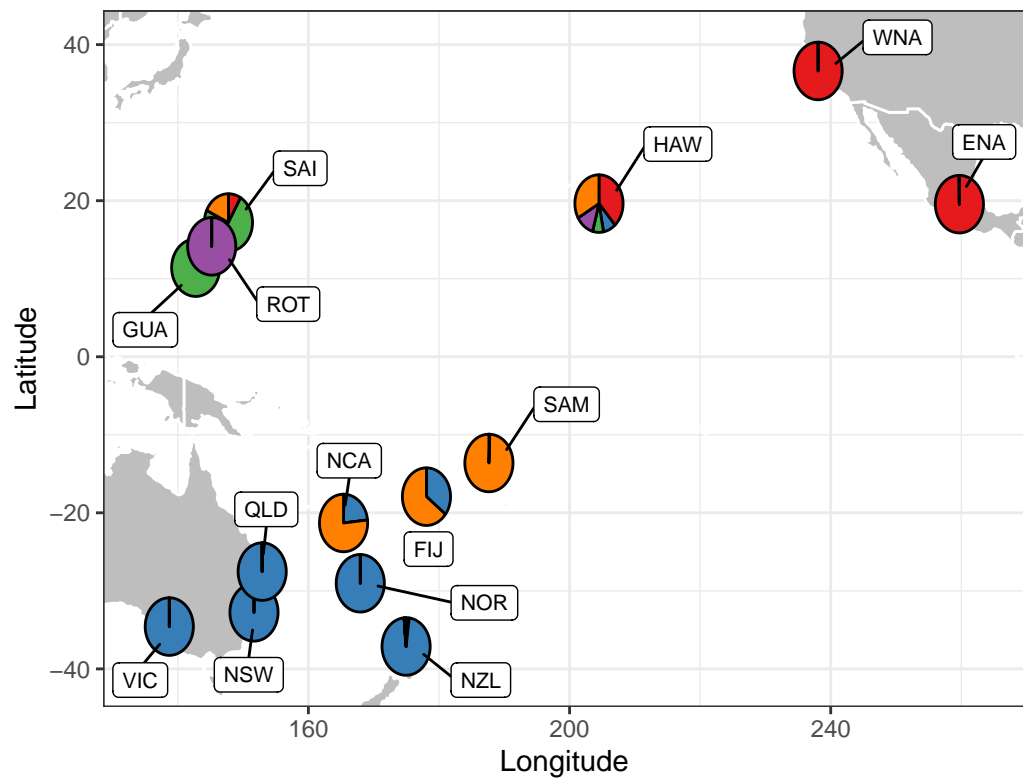 WNA
ENA
HAW
SAI
ROT
GUA
SAM
NCA
QLD
FIJ
NOR
NZL
NSW
VIC
40
20
0
−20
−40
160
200
240
Latitude
Longitude